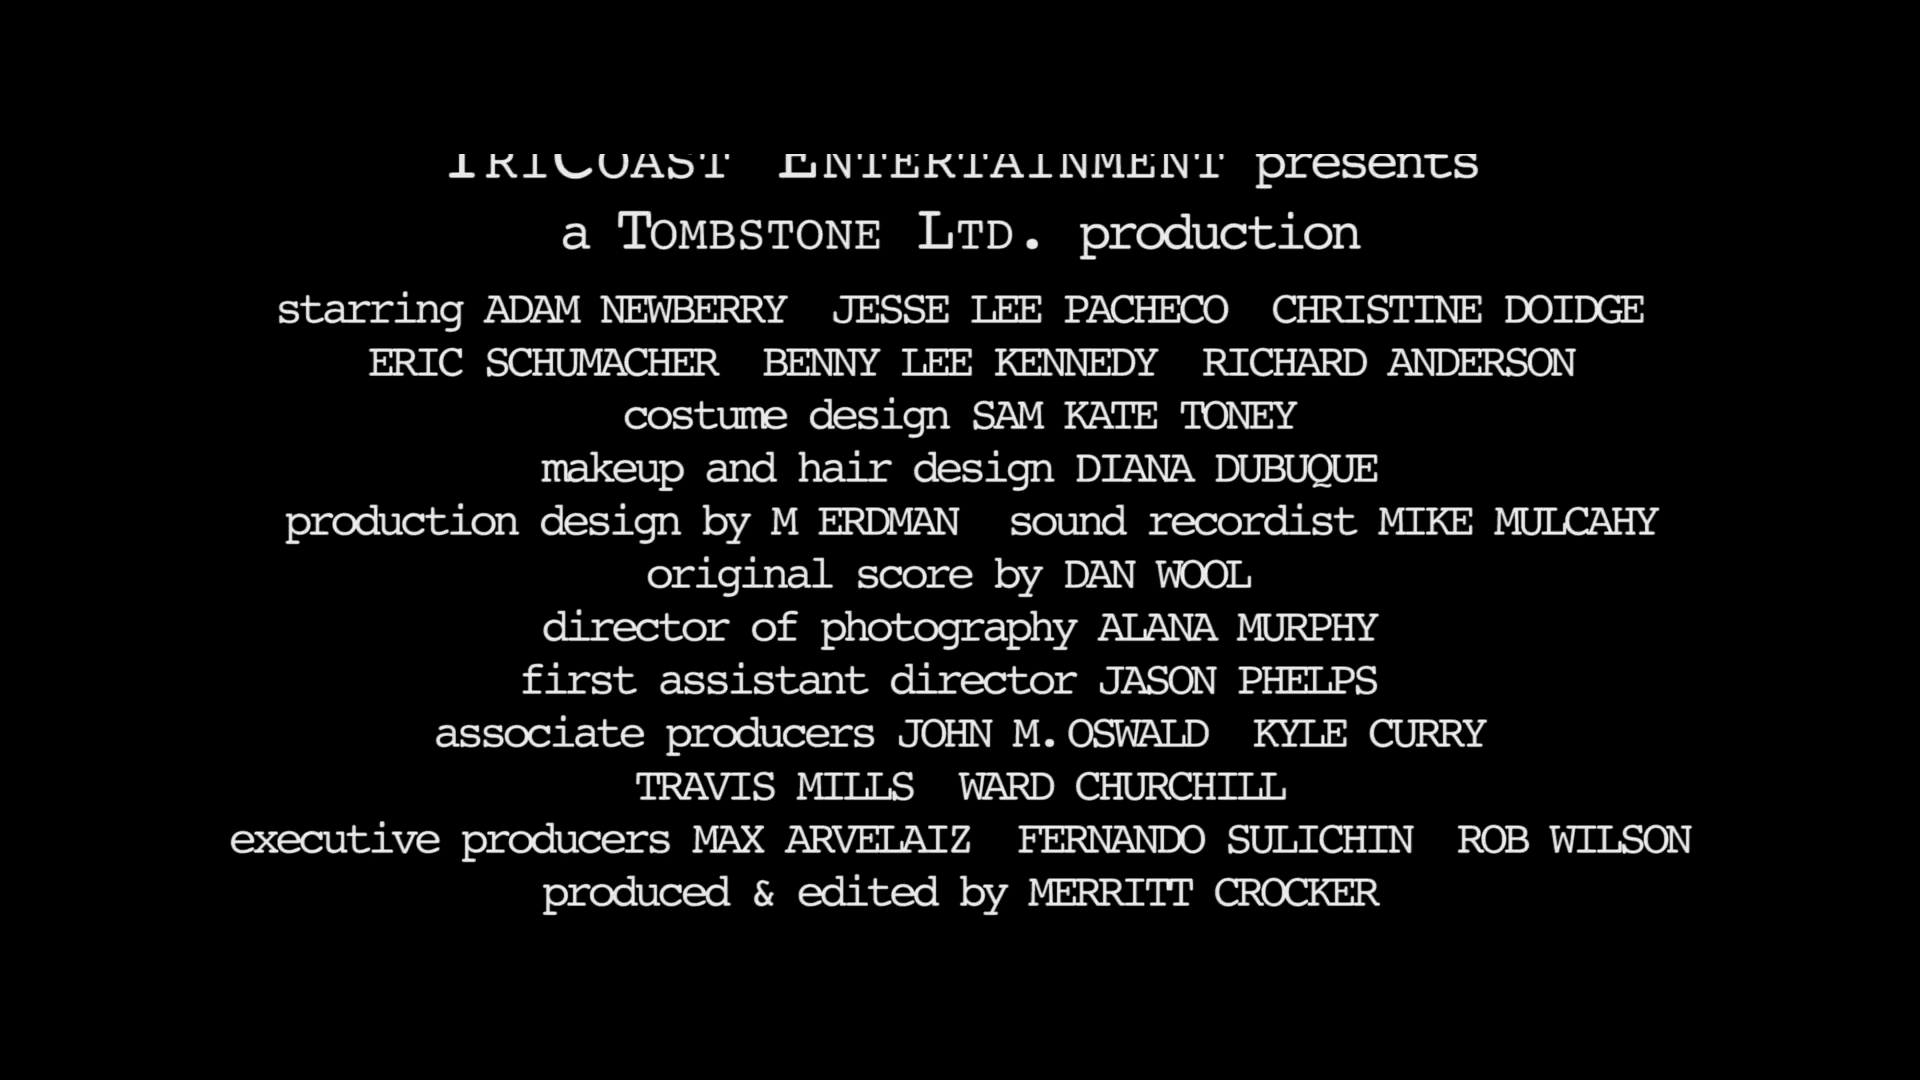 TRICOAST ENTERTAINMENT presents
a TOMBSTONE LTD. production
starring ADAM NEWBERRY JESSE LEE PACHECO CHRISTINE DOIDGE
ERIC SCHUMACHER BENNY LEE KENNEDY RICHARD ANDERSON
costume design SAM KATE TONEY
makeup and hair design DIANA DUBUQUE
production design by M ERDMAN sound recordist MIKE MULCAHY
original score by DAN WOOL
director of photography ALANA MURPHY
first assistant director JASON PHELPS
associate producers JOHN M. OSWALD KYLE CURRY
TRAVIS MILLS WARD CHURCHILL
executive producers MAX ARVELAIZ FERNANDO SULICHIN ROB WILSON
produced & edited by MERRITT CROCKER